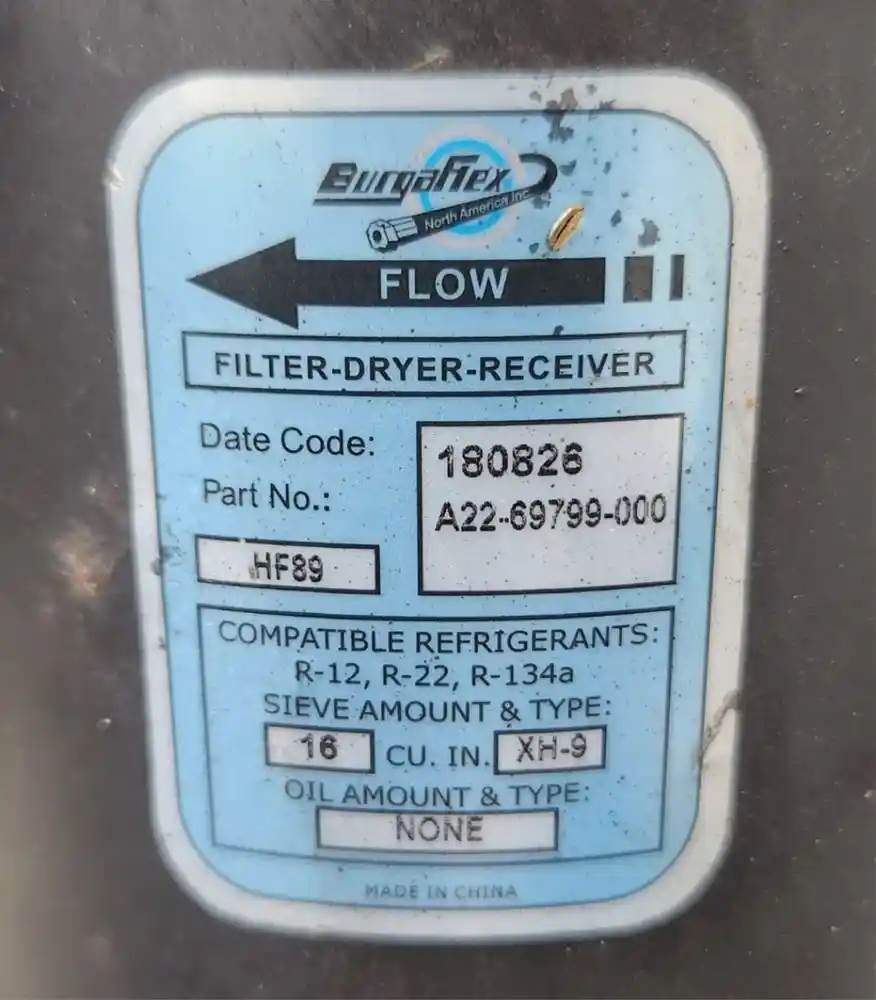 Burgaflex
North America Inc.
FLOW
FILTER-DRYER-RECEIVER
Date Code: 180826
Part No.: A22-69799-000
HF89
COMPATIBLE REFRIGERANTS:
R-12, R-22, R-134a
SIEVE AMOUNT & TYPE:
16 CU. IN. XH-9
OIL AMOUNT & TYPE:
NONE
MADE IN CHINA